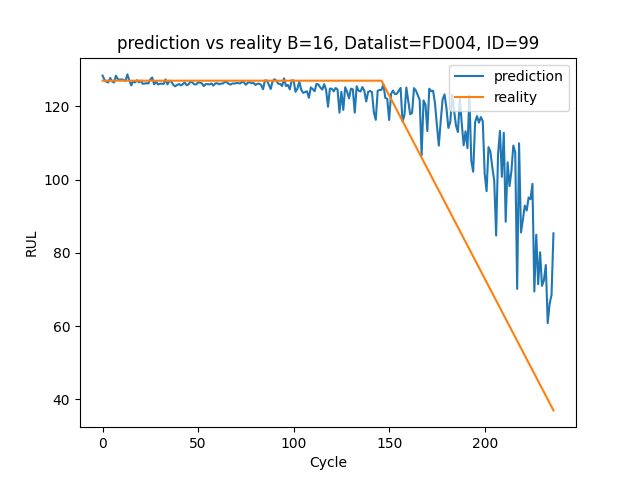 prediction vs reality B=16, Datalist=FD004, ID=99
prediction
reality
120
100
80
60
40
RUL
0 50 100 150 200
Cycle